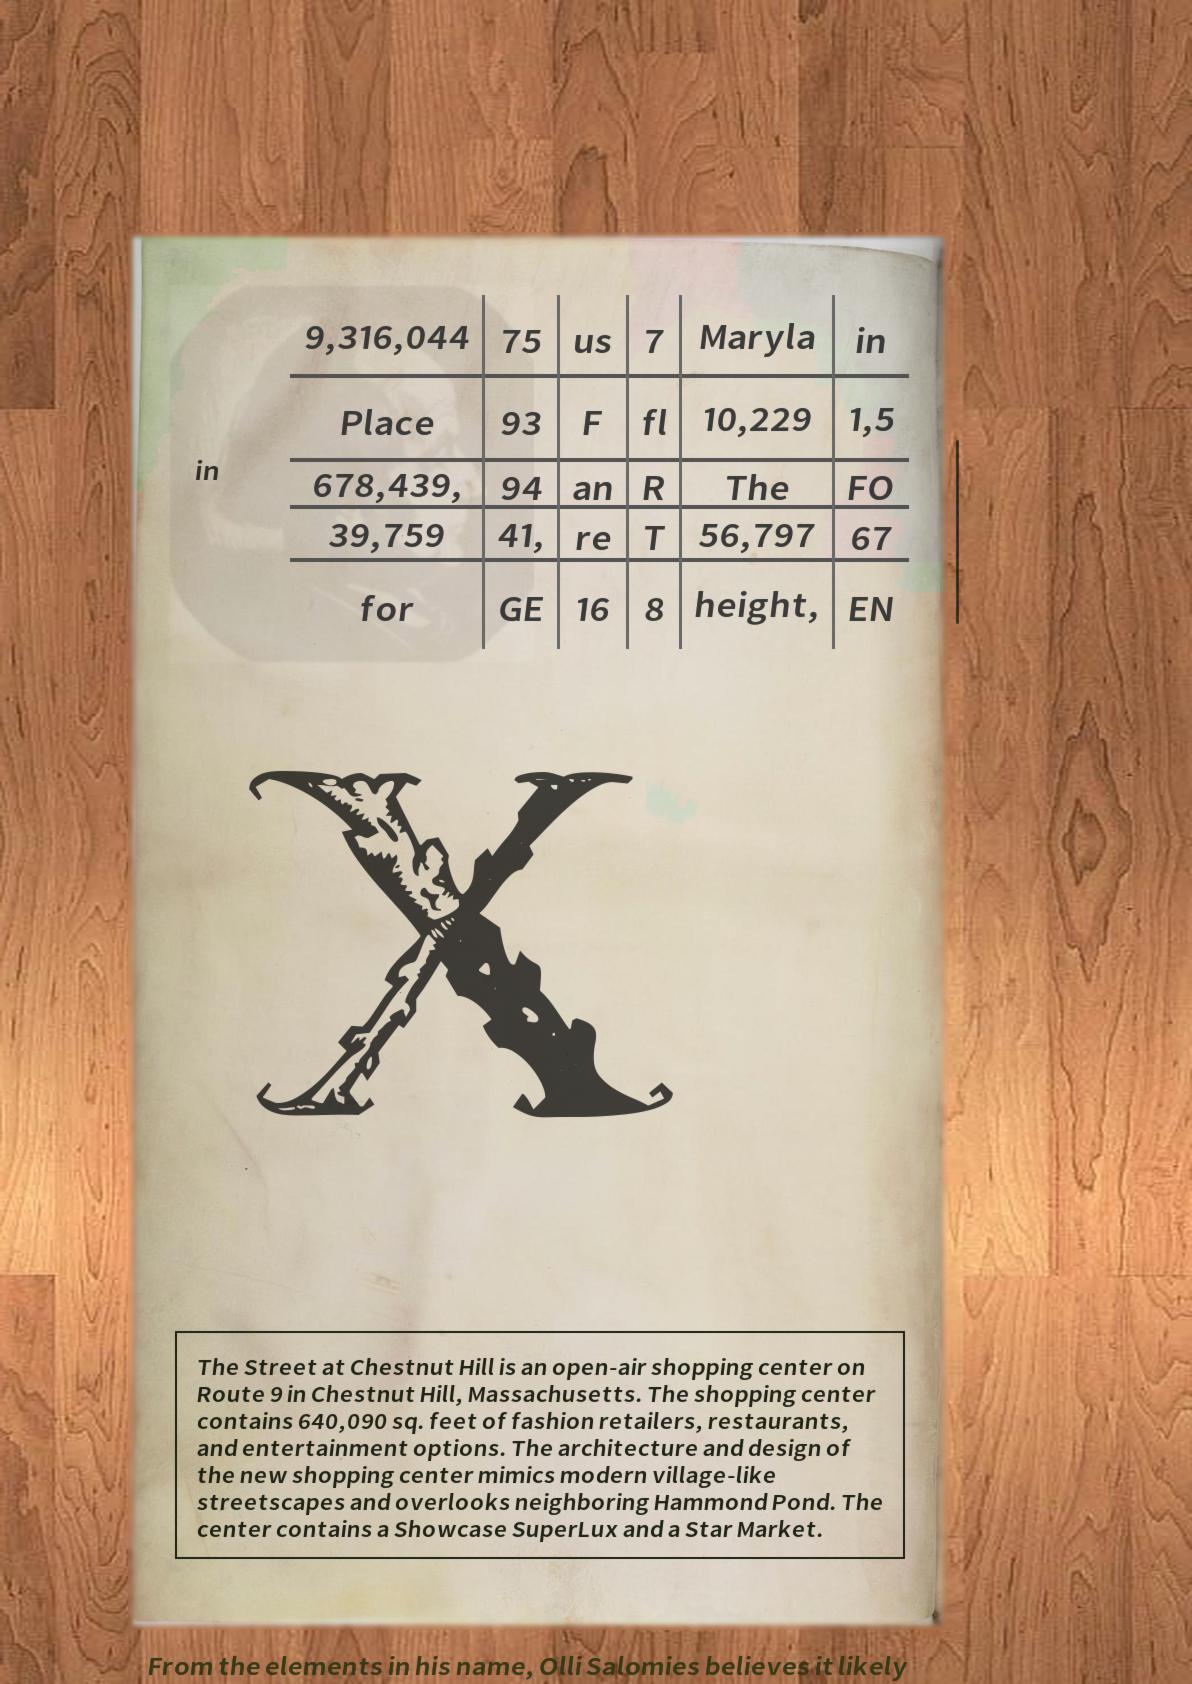 9,316,044 75 us 7 Maryla in
Place 93 F fl 10,229 1,5
in
678,439, 94 an R The FO
39,759 41, re T 56,797 67
for GE 16 8 height, EN
X
The Street at Chestnut Hill is an open-air shopping center on
Route 9 in Chestnut Hill, Massachusetts. The shopping center
contains 640,090 sq. feet of fashion retailers, restaurants,
and entertainment options. The architecture and design of
the new shopping center mimics modern village-like
streetscapes and overlooks neighboring Hammond Pond. The
center contains a Showcase SuperLux and a Star Market.
From the elements in his name, Olli Salomies believes it likely